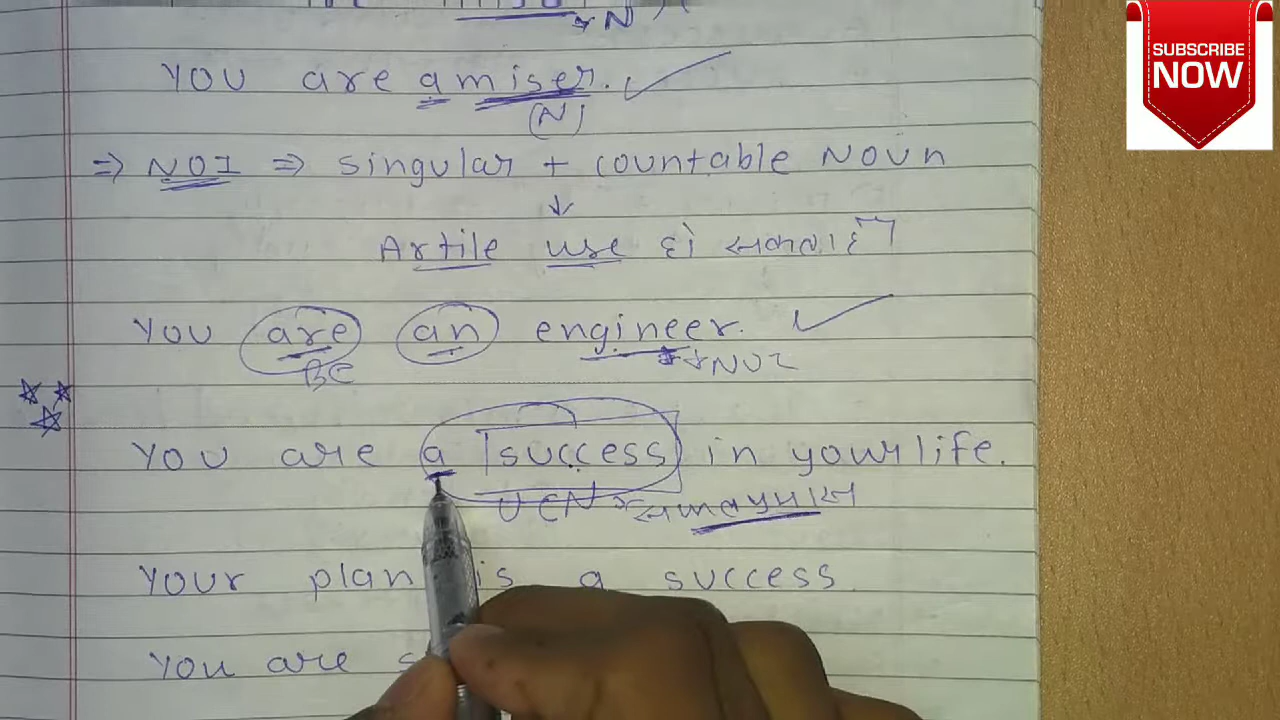 N
SUBSCRIBE
NOW
YOU are a miser.
(N)
⇒ NOI ⇒ singular + countable Noun
↓
Artile use
You are an engineer.
BE NOI
You are a success in your life.
UCN
Your plan is a success.
You are s